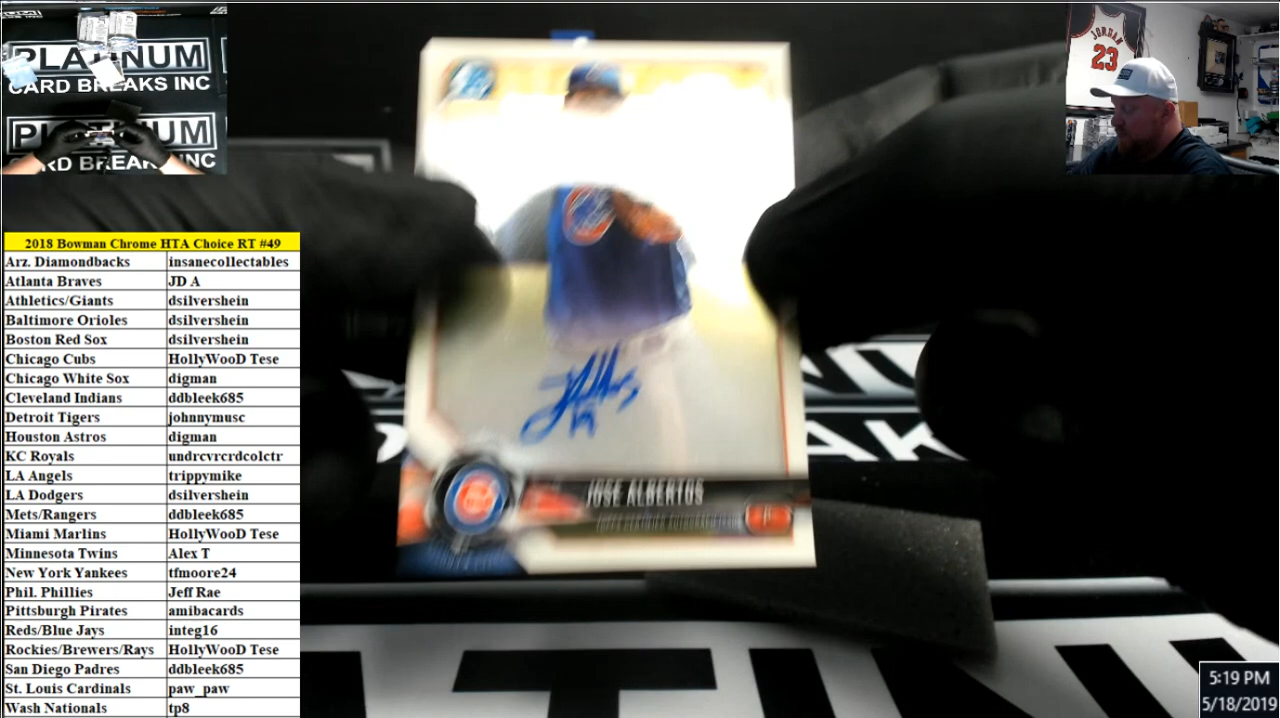 PLATINUM
CARD BREAKS INC
PLATINUM
CARD BREAKS INC
JORDAN
23
2018 Bowman Chrome HTA Choice RT #49
Arz. Diamondbacks insanecollectables
Atlanta Braves JD A
Athletics/Giants dsilvershein
Baltimore Orioles dsilvershein
Boston Red Sox dsilvershein
Chicago Cubs HollyWooD Tese
Chicago White Sox digman
Cleveland Indians ddbleek685
Detroit Tigers johnnymusc
Houston Astros digman
KC Royals undrcvrcrdcolctr
LA Angels trippymike
LA Dodgers dsilvershein
Mets/Rangers ddbleek685
Miami Marlins HollyWooD Tese
Minnesota Twins Alex T
New York Yankees tfmoore24
Phil. Phillies Jeff Rae
Pittsburgh Pirates amibacards
Reds/Blue Jays integ16
Rockies/Brewers/Rays HollyWooD Tese
San Diego Padres ddbleek685
St. Louis Cardinals paw_paw
Wash Nationals tp8
JOSE ALBERTOS
5:19 PM
5/18/2019